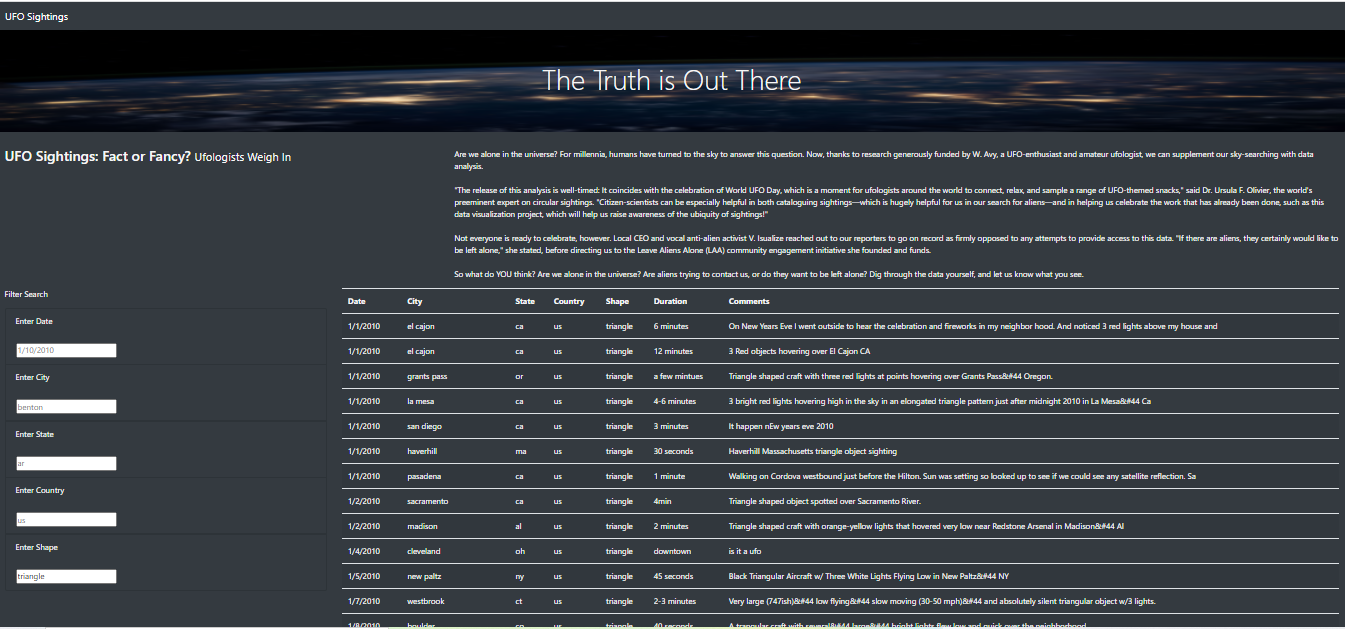 UFO Sightings
The Truth is Out There
UFO Sightings: Fact or Fancy? Ufologists Weigh In
Are we alone in the universe? For millennia, humans have turned to the sky to answer this question. Now, thanks to research generously funded by W. Avy, a UFO-enthusiast and amateur ufologist, we can supplement our sky-searching with data
analysis.
"The release of this analysis is well-timed: It coincides with the celebration of World UFO Day, which is a moment for ufologists around the world to connect, relax, and sample a range of UFO-themed snacks," said Dr. Ursula F. Olivier, the world's
preeminent expert on circular sightings. "Citizen-scientists can be especially helpful in both cataloguing sightings—which is hugely helpful for us in our search for aliens—and in helping us celebrate the work that has already been done, such as this
data visualization project, which will help us raise awareness of the ubiquity of sightings!"
Not everyone is ready to celebrate, however. Local CEO and vocal anti-alien activist V. Isualize reached out to our reporters to go on record as firmly opposed to any attempts to provide access to this data. "If there are aliens, they certainly would like to
be left alone," she stated, before directing us to the Leave Aliens Alone (LAA) community engagement initiative she founded and funds.
So what do YOU think? Are we alone in the universe? Are aliens trying to contact us, or do they want to be left alone? Dig through the data yourself, and let us know what you see.
Filter Search
Enter Date
1/10/2010
Enter City
benton
Enter State
ar
Enter Country
us
Enter Shape
triangle
Date City State Country Shape Duration Comments
1/1/2010 el cajon ca us triangle 6 minutes On New Years Eve I went outside to hear the celebration and fireworks in my neighbor hood. And noticed 3 red lights above my house and
1/1/2010 el cajon ca us triangle 12 minutes 3 Red objects hovering over El Cajon CA
1/1/2010 grants pass or us triangle a few mintues Triangle shaped craft with three red lights at points hovering over Grants Pass&#44 Oregon.
1/1/2010 la mesa ca us triangle 4-6 minutes 3 bright red lights hovering high in the sky in an elongated triangle pattern just after midnight 2010 in La Mesa&#44 Ca
1/1/2010 san diego ca us triangle 3 minutes It happen nEw years eve 2010
1/1/2010 haverhill ma us triangle 30 seconds Haverhill Massachusetts triangle object sighting
1/1/2010 pasadena ca us triangle 1 minute Walking on Cordova westbound just before the Hilton. Sun was setting so looked up to see if we could see any satellite reflection. Sa
1/2/2010 sacramento ca us triangle 4min Triangle shaped object spotted over Sacramento River.
1/2/2010 madison al us triangle 2 minutes Triangle shaped craft with orange-yellow lights that hovered very low near Redstone Arsenal in Madison&#44 Al
1/4/2010 cleveland oh us triangle downtown is it a ufo
1/5/2010 new paltz ny us triangle 45 seconds Black Triangular Aircraft w/ Three White Lights Flying Low in New Paltz&#44 NY
1/7/2010 westbrook ct us triangle 2-3 minutes Very large (747ish)&#44 low flying&#44 slow moving (30-50 mph)&#44 and absolutely silent triangular object w/3 lights.
1/8/2010 boulder co us triangle 40 seconds A trangular craft with several&#44 large&#44 bright lights flew low and quick over the neighborhood